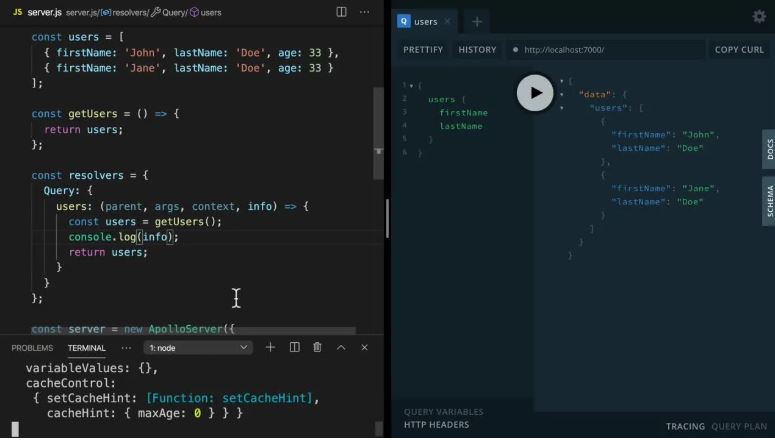 JS server.js server.js/resolvers/Query/users
const users = [
{ firstName: 'John', lastName: 'Doe', age: 33 },
{ firstName: 'Jane', lastName: 'Doe', age: 33 }
];
const getUsers = () => {
return users;
};
const resolvers = {
Query: {
users: (parent, args, context, info) => {
const users = getUsers();
console.log(info);
return users;
}
}
};
const server = new ApolloServer({
PROBLEMS TERMINAL ... 1: node
variableValues: {},
cacheControl:
{ setCacheHint: [Function: setCacheHint],
cacheHint: { maxAge: 0 } } }
Q users × +
PRETTIFY HISTORY http://localhost:7000/ COPY CURL
1 {
2 users {
3 firstName
4 lastName
5 }
6 }
{
"data": {
"users": [
{
"firstName": "John",
"lastName": "Doe"
},
{
"firstName": "Jane",
"lastName": "Doe"
}
]
}
}
DOCS
SCHEMA
QUERY VARIABLES
HTTP HEADERS
TRACING QUERY PLAN